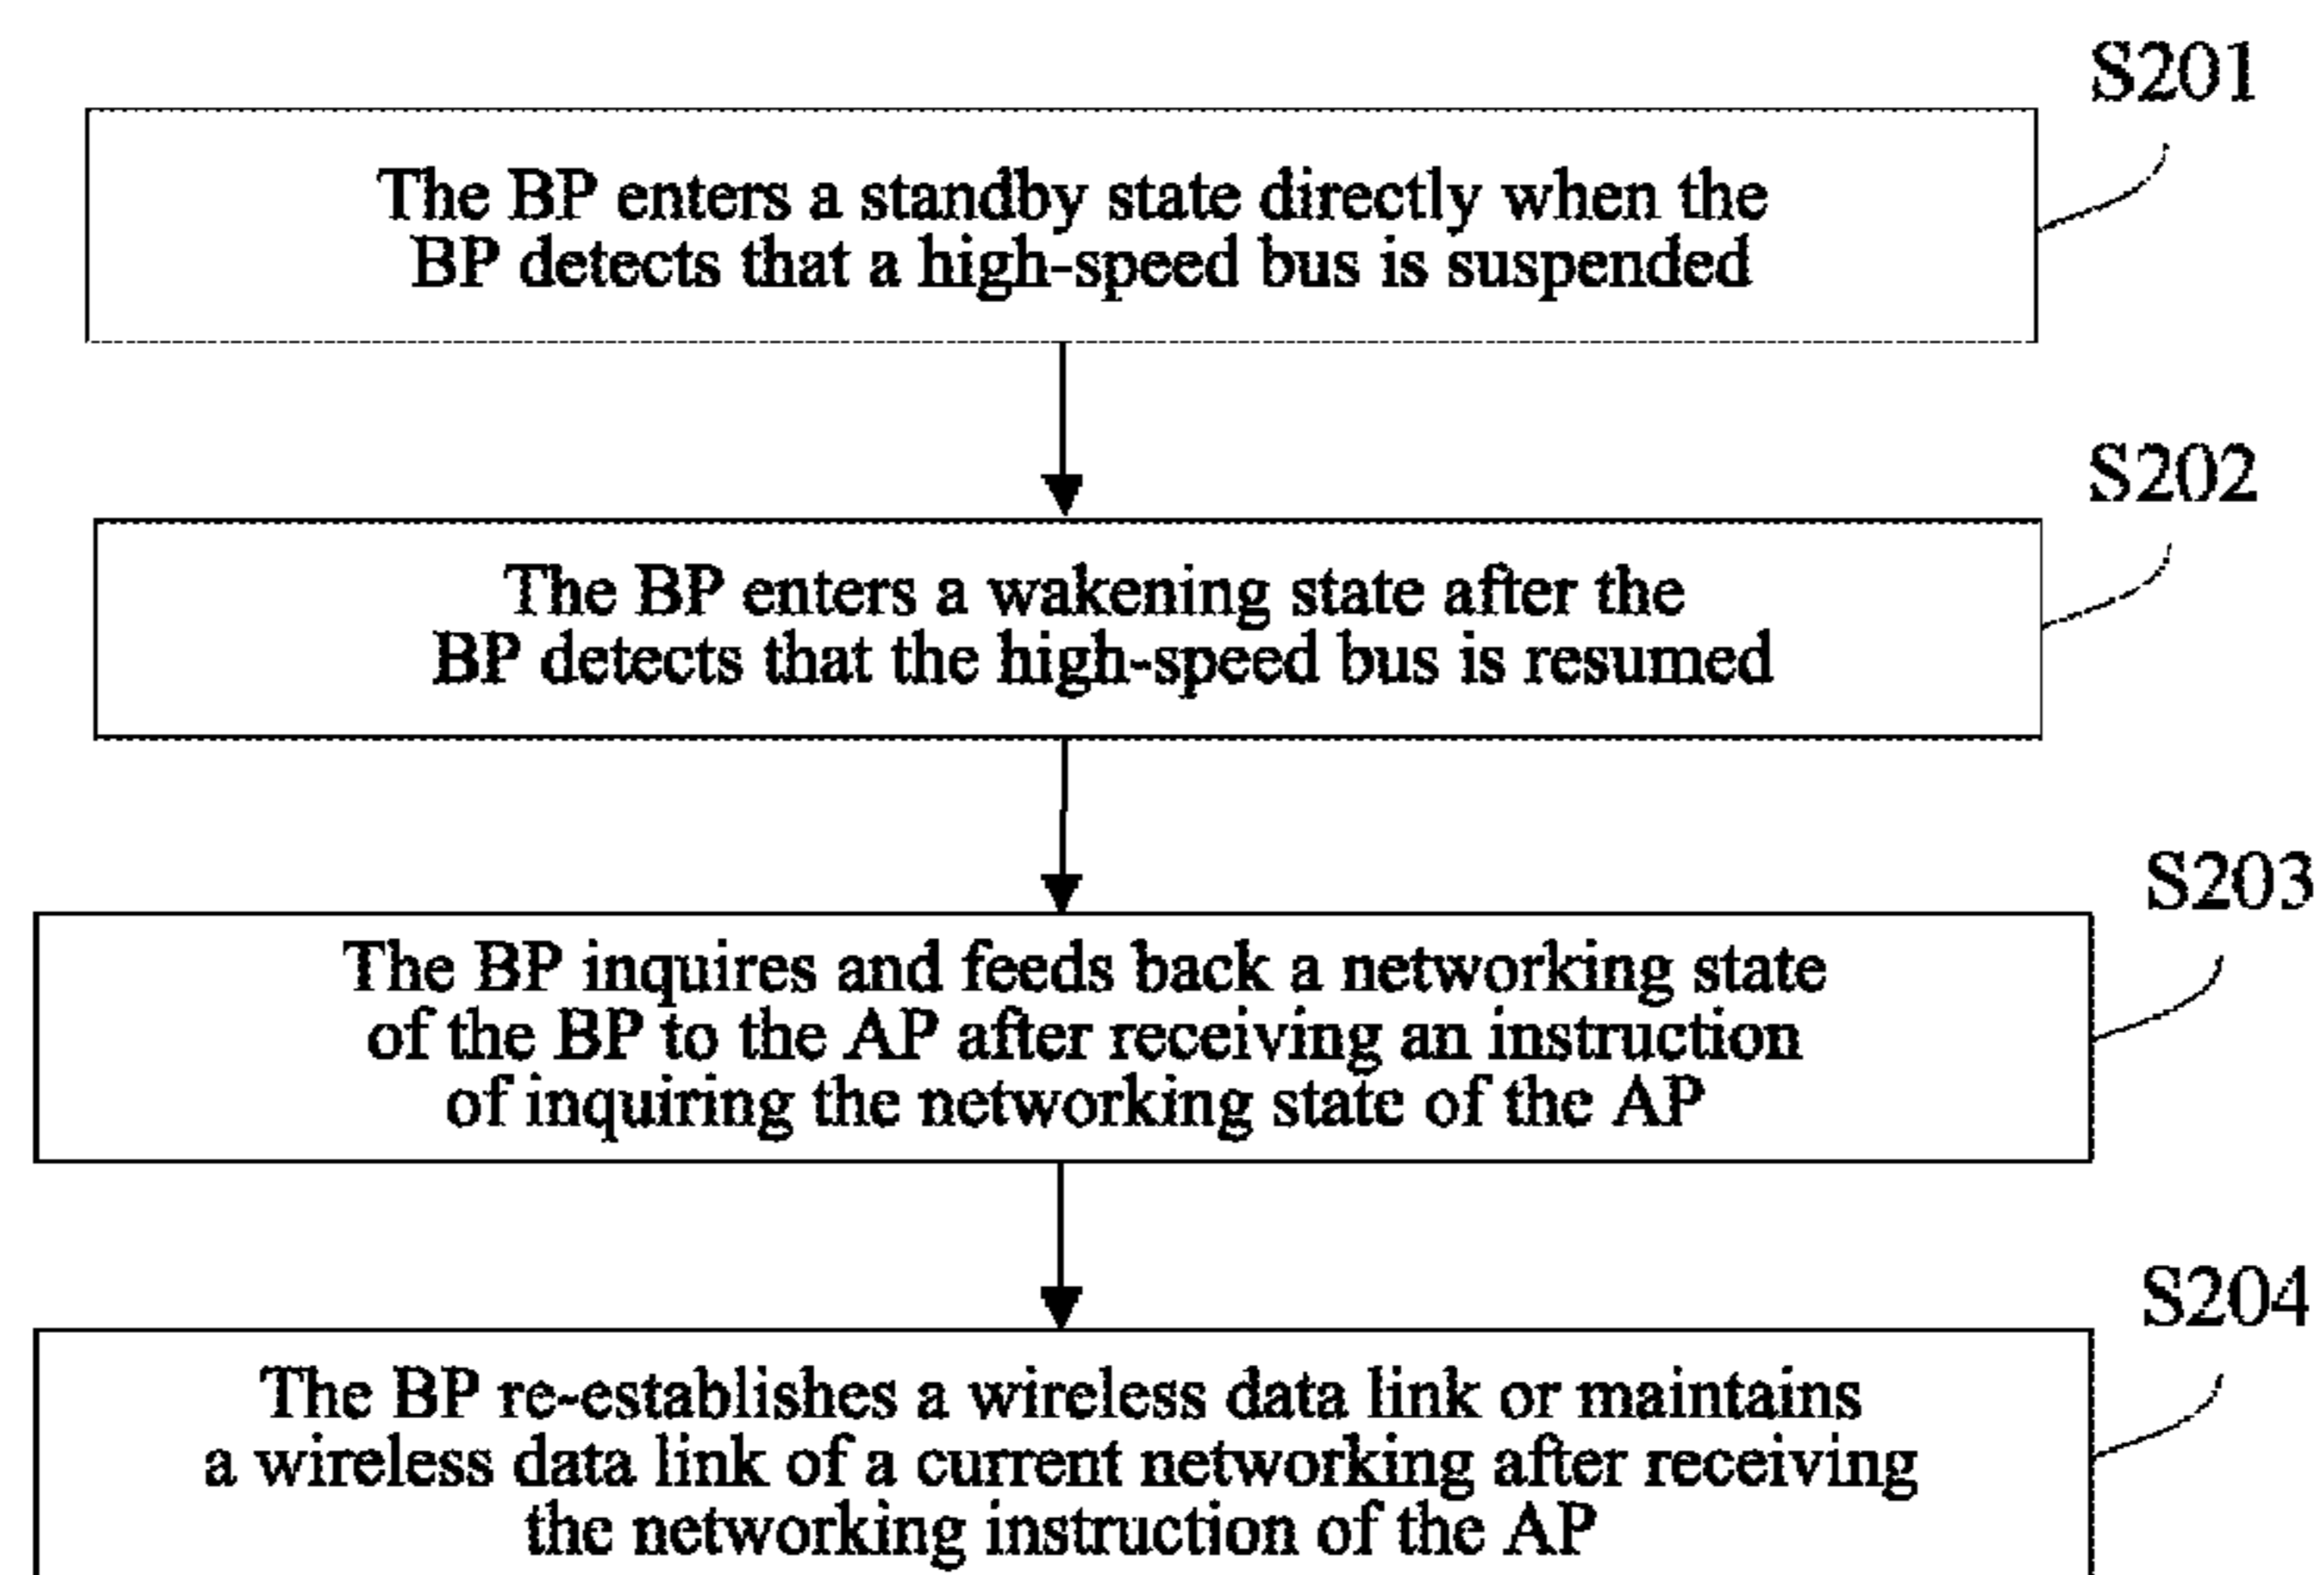 S201
The BP enters a standby state directly when the
BP detects that a high-speed bus is suspended
S202
The BP enters a wakening state after the
BP detects that the high-speed bus is resumed
S203
The BP inquires and feeds back a networking state
of the BP to the AP after receiving an instruction
of inquiring the networking state of the AP
S204
The BP re-establishes a wireless data link or maintains
a wireless data link of a current networking after receiving
the networking instruction of the AP